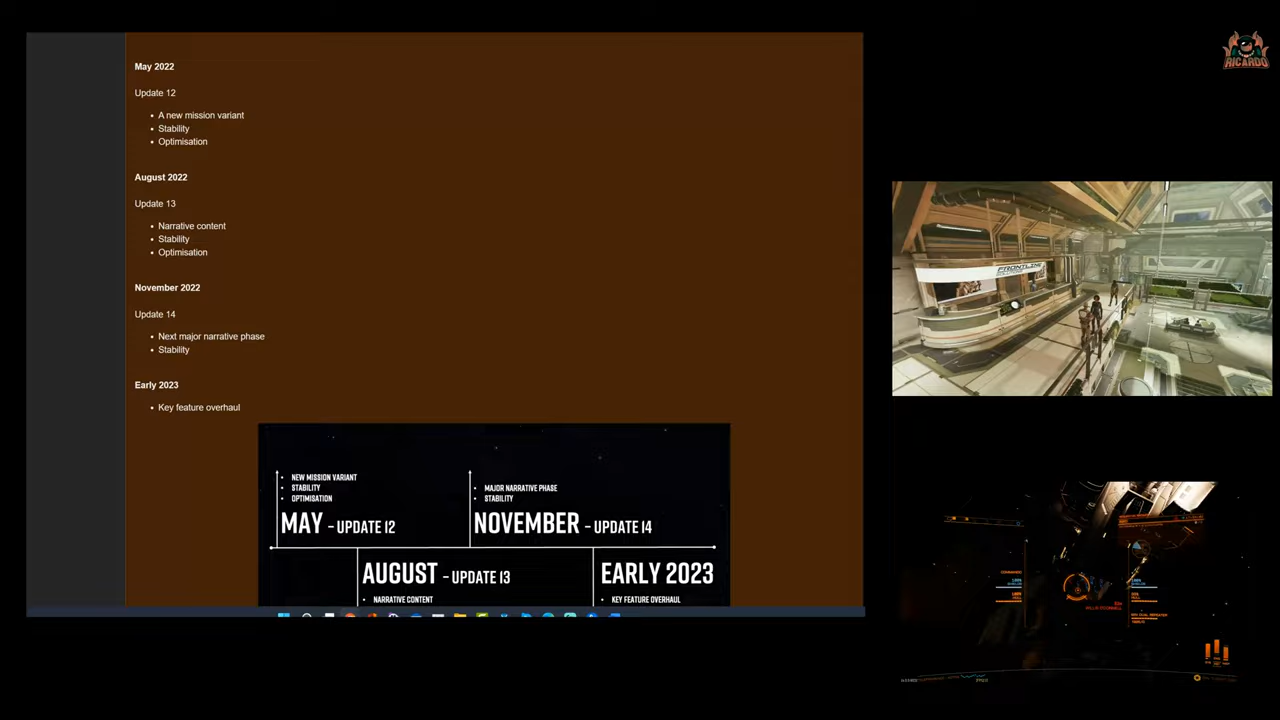 May 2022
Update 12
• A new mission variant
• Stability
• Optimisation
August 2022
Update 13
• Narrative content
• Stability
• Optimisation
November 2022
Update 14
• Next major narrative phase
• Stability
Early 2023
• Key feature overhaul
• NEW MISSION VARIANT
• STABILITY
• OPTIMISATION
MAY - UPDATE 12
• MAJOR NARRATIVE PHASE
• STABILITY
NOVEMBER - UPDATE 14
AUGUST - UPDATE 13
• NARRATIVE CONTENT
EARLY 2023
• KEY FEATURE OVERHAUL
RICARDO
FRONTLINE